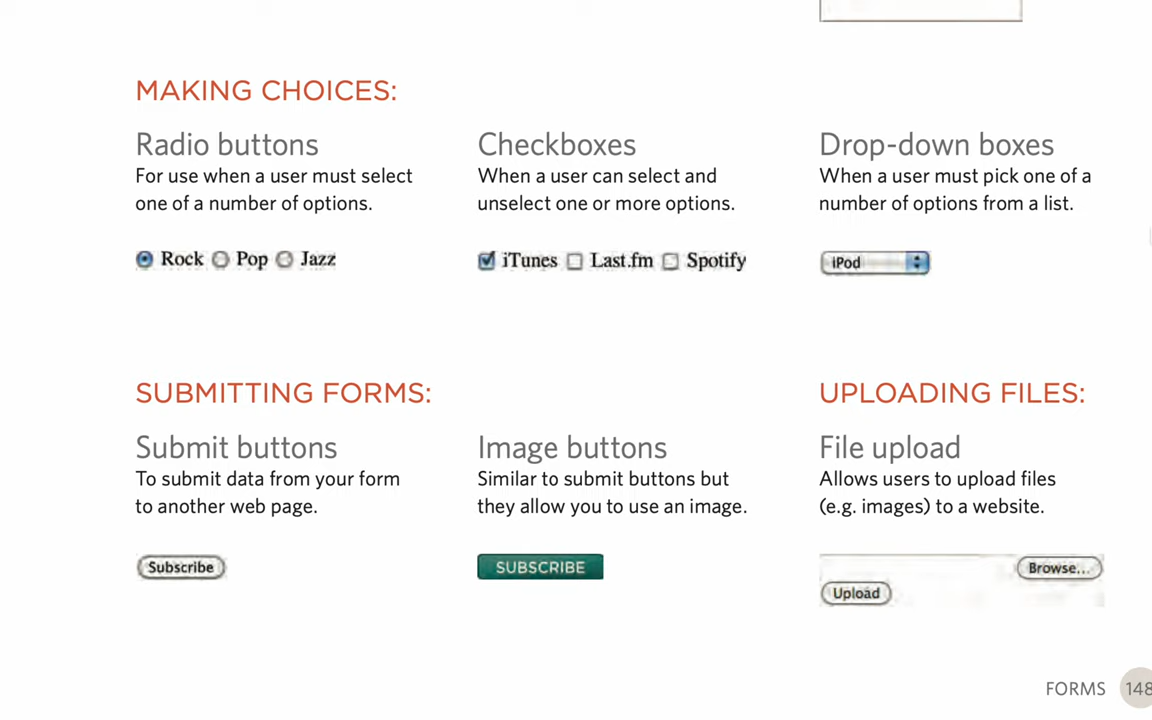 MAKING CHOICES:
Radio buttons
For use when a user must select
one of a number of options.
Rock Pop Jazz
Checkboxes
When a user can select and
unselect one or more options.
iTunes Last.fm Spotify
Drop-down boxes
When a user must pick one of a
number of options from a list.
iPod
SUBMITTING FORMS:
Submit buttons
To submit data from your form
to another web page.
Subscribe
Image buttons
Similar to submit buttons but
they allow you to use an image.
SUBSCRIBE
UPLOADING FILES:
File upload
Allows users to upload files
(e.g. images) to a website.
Browse...
Upload
FORMS 148